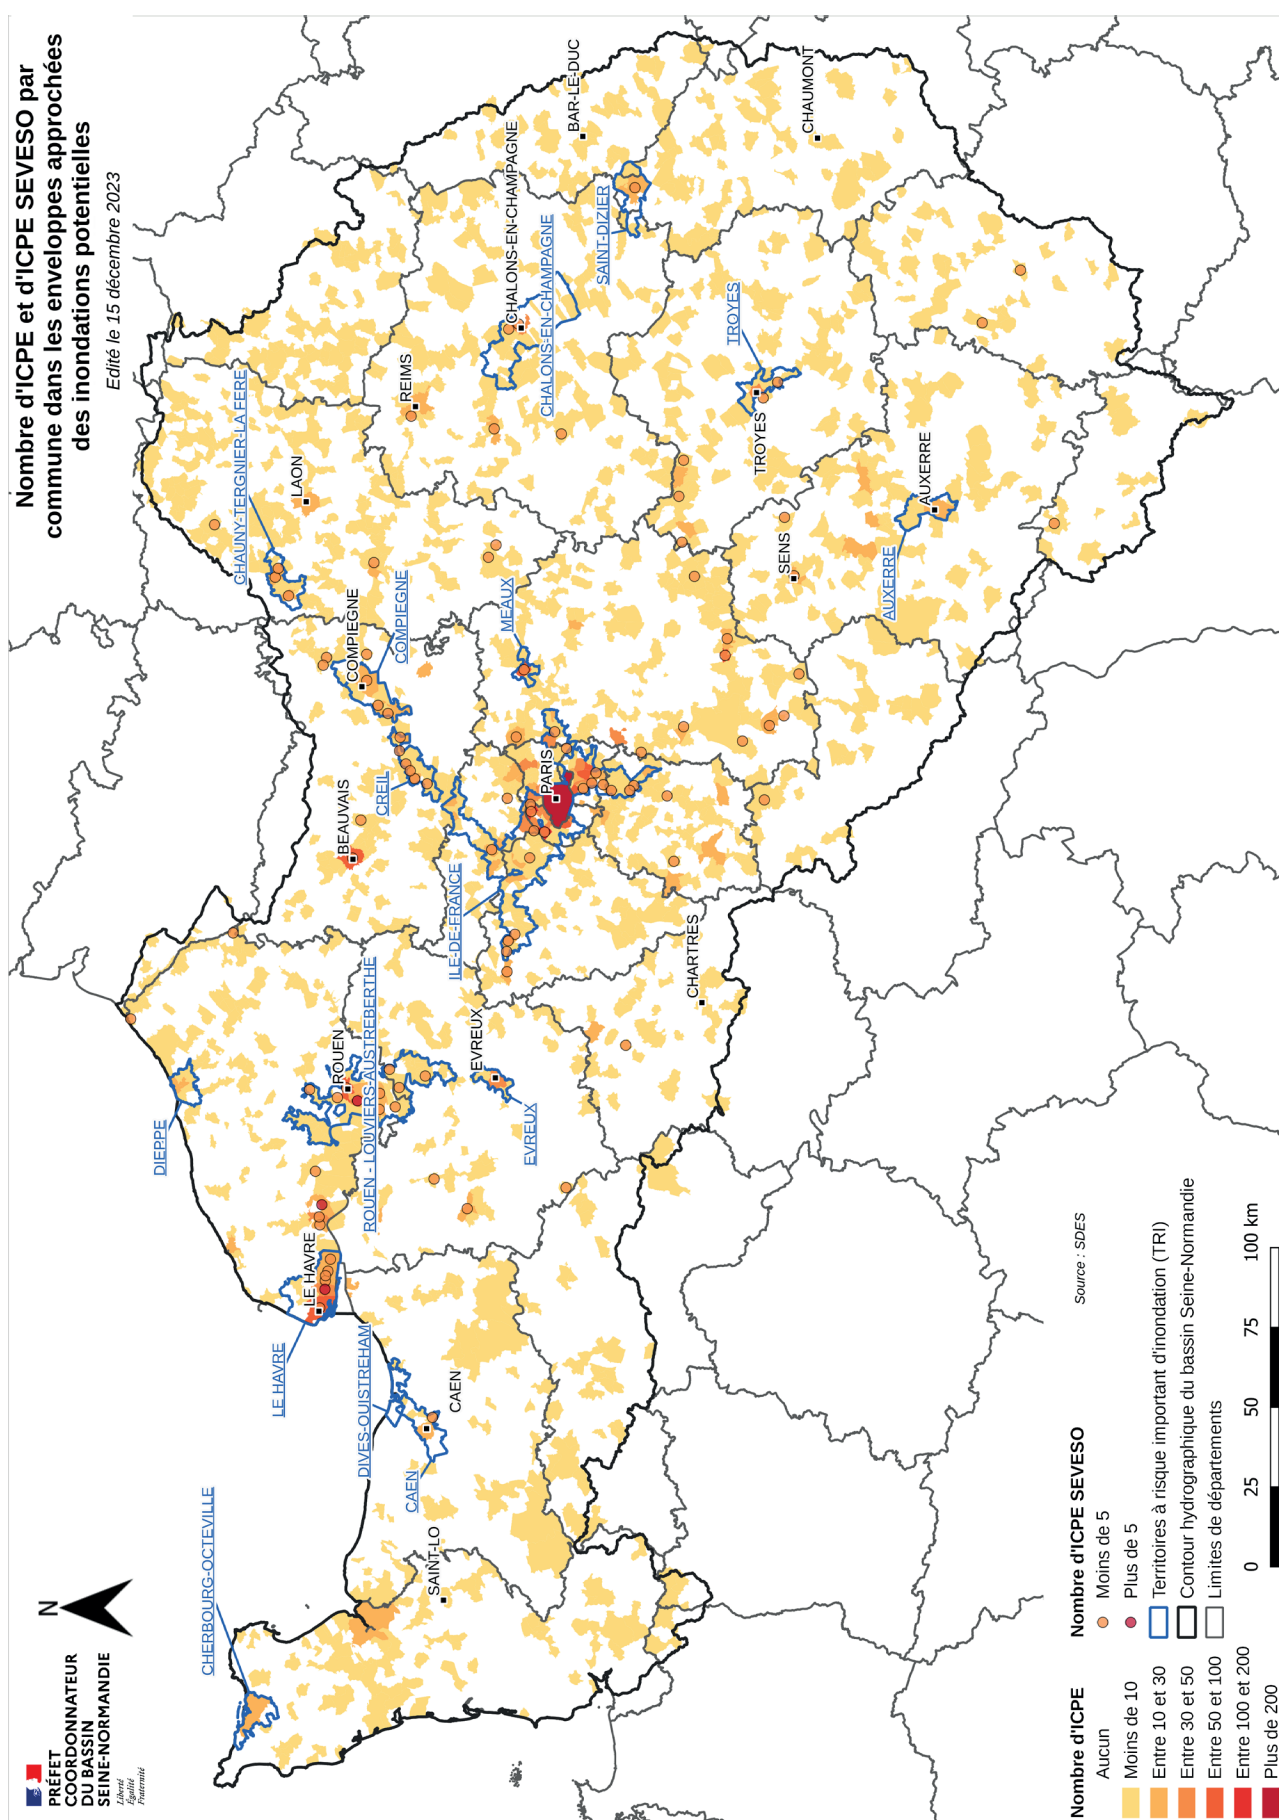 PRÉFET
COORDONNATEUR
DU BASSIN
SEINE-NORMANDIE
Liberté
Égalité
Fraternité
N
Nombre d'ICPE et d'ICPE SEVESO par
commune dans les enveloppes approchées
des inondations potentielles
Edité le 15 décembre 2023
CHERBOURG-OCTEVILLE
SAINT-LO
CAEN
CAEN
DIVES-OUISTREHAM
LE HAVRE
LE HAVRE
DIEPPE
ROUEN
ROUEN - LOUVIERS-AUSTREBERTHE
EVREUX
EVREUX
CHARTRES
ILE-DE-FRANCE
BEAUVAIS
CREIL
PARIS
COMPIEGNE
COMPIEGNE
MEAUX
CHAUNY-TERGNIER-LA FERE
LAON
REIMS
CHALONS-EN-CHAMPAGNE
CHALONS-EN-CHAMPAGNE
SAINT-DIZIER
BAR-LE-DUC
CHAUMONT
TROYES
TROYES
SENS
AUXERRE
AUXERRE
Nombre d'ICPE
Aucun
Moins de 10
Entre 10 et 30
Entre 30 et 50
Entre 50 et 100
Entre 100 et 200
Plus de 200
Nombre d'ICPE SEVESO
Moins de 5
Plus de 5
Territoires à risque important d'inondation (TRI)
Contour hydrographique du bassin Seine-Normandie
Limites de départements
Source : SDES
0 25 50 75 100 km